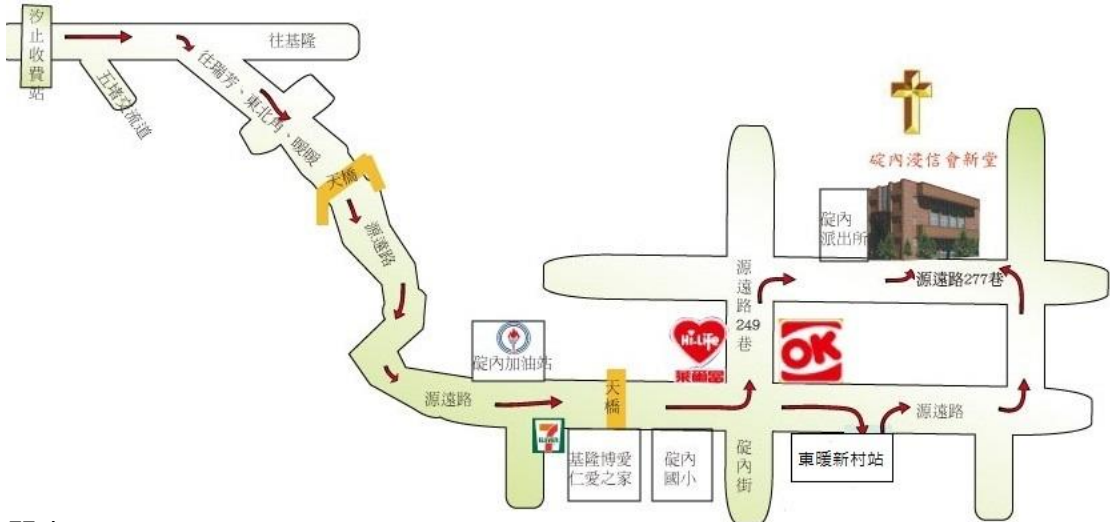 汐止收費站
往基隆
五堵交流道
往瑞芳、東北角、暖暖
天橋
源遠路
碇內浸信會新堂
碇內
派出所
源遠路277巷
源遠路249巷
Hi-Life
萊爾富
OK
碇內加油站
源遠路
天橋
源遠路
7
ELEVEN
基隆博愛
仁愛之家
碇內
國小
碇內街
東暖新村站